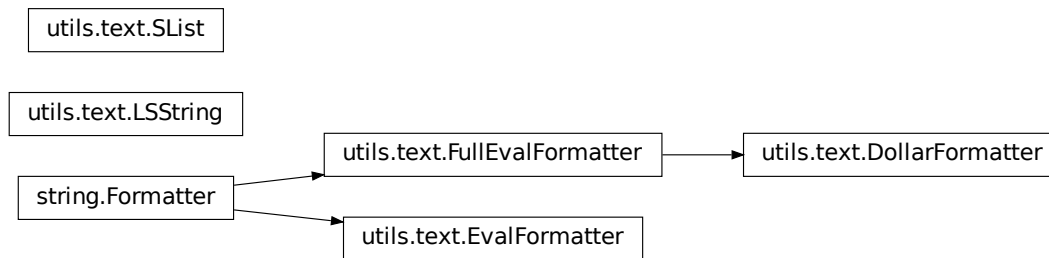 utils.text.SList
utils.text.LSString
string.Formatter
utils.text.FullEvalFormatter
utils.text.EvalFormatter
utils.text.DollarFormatter